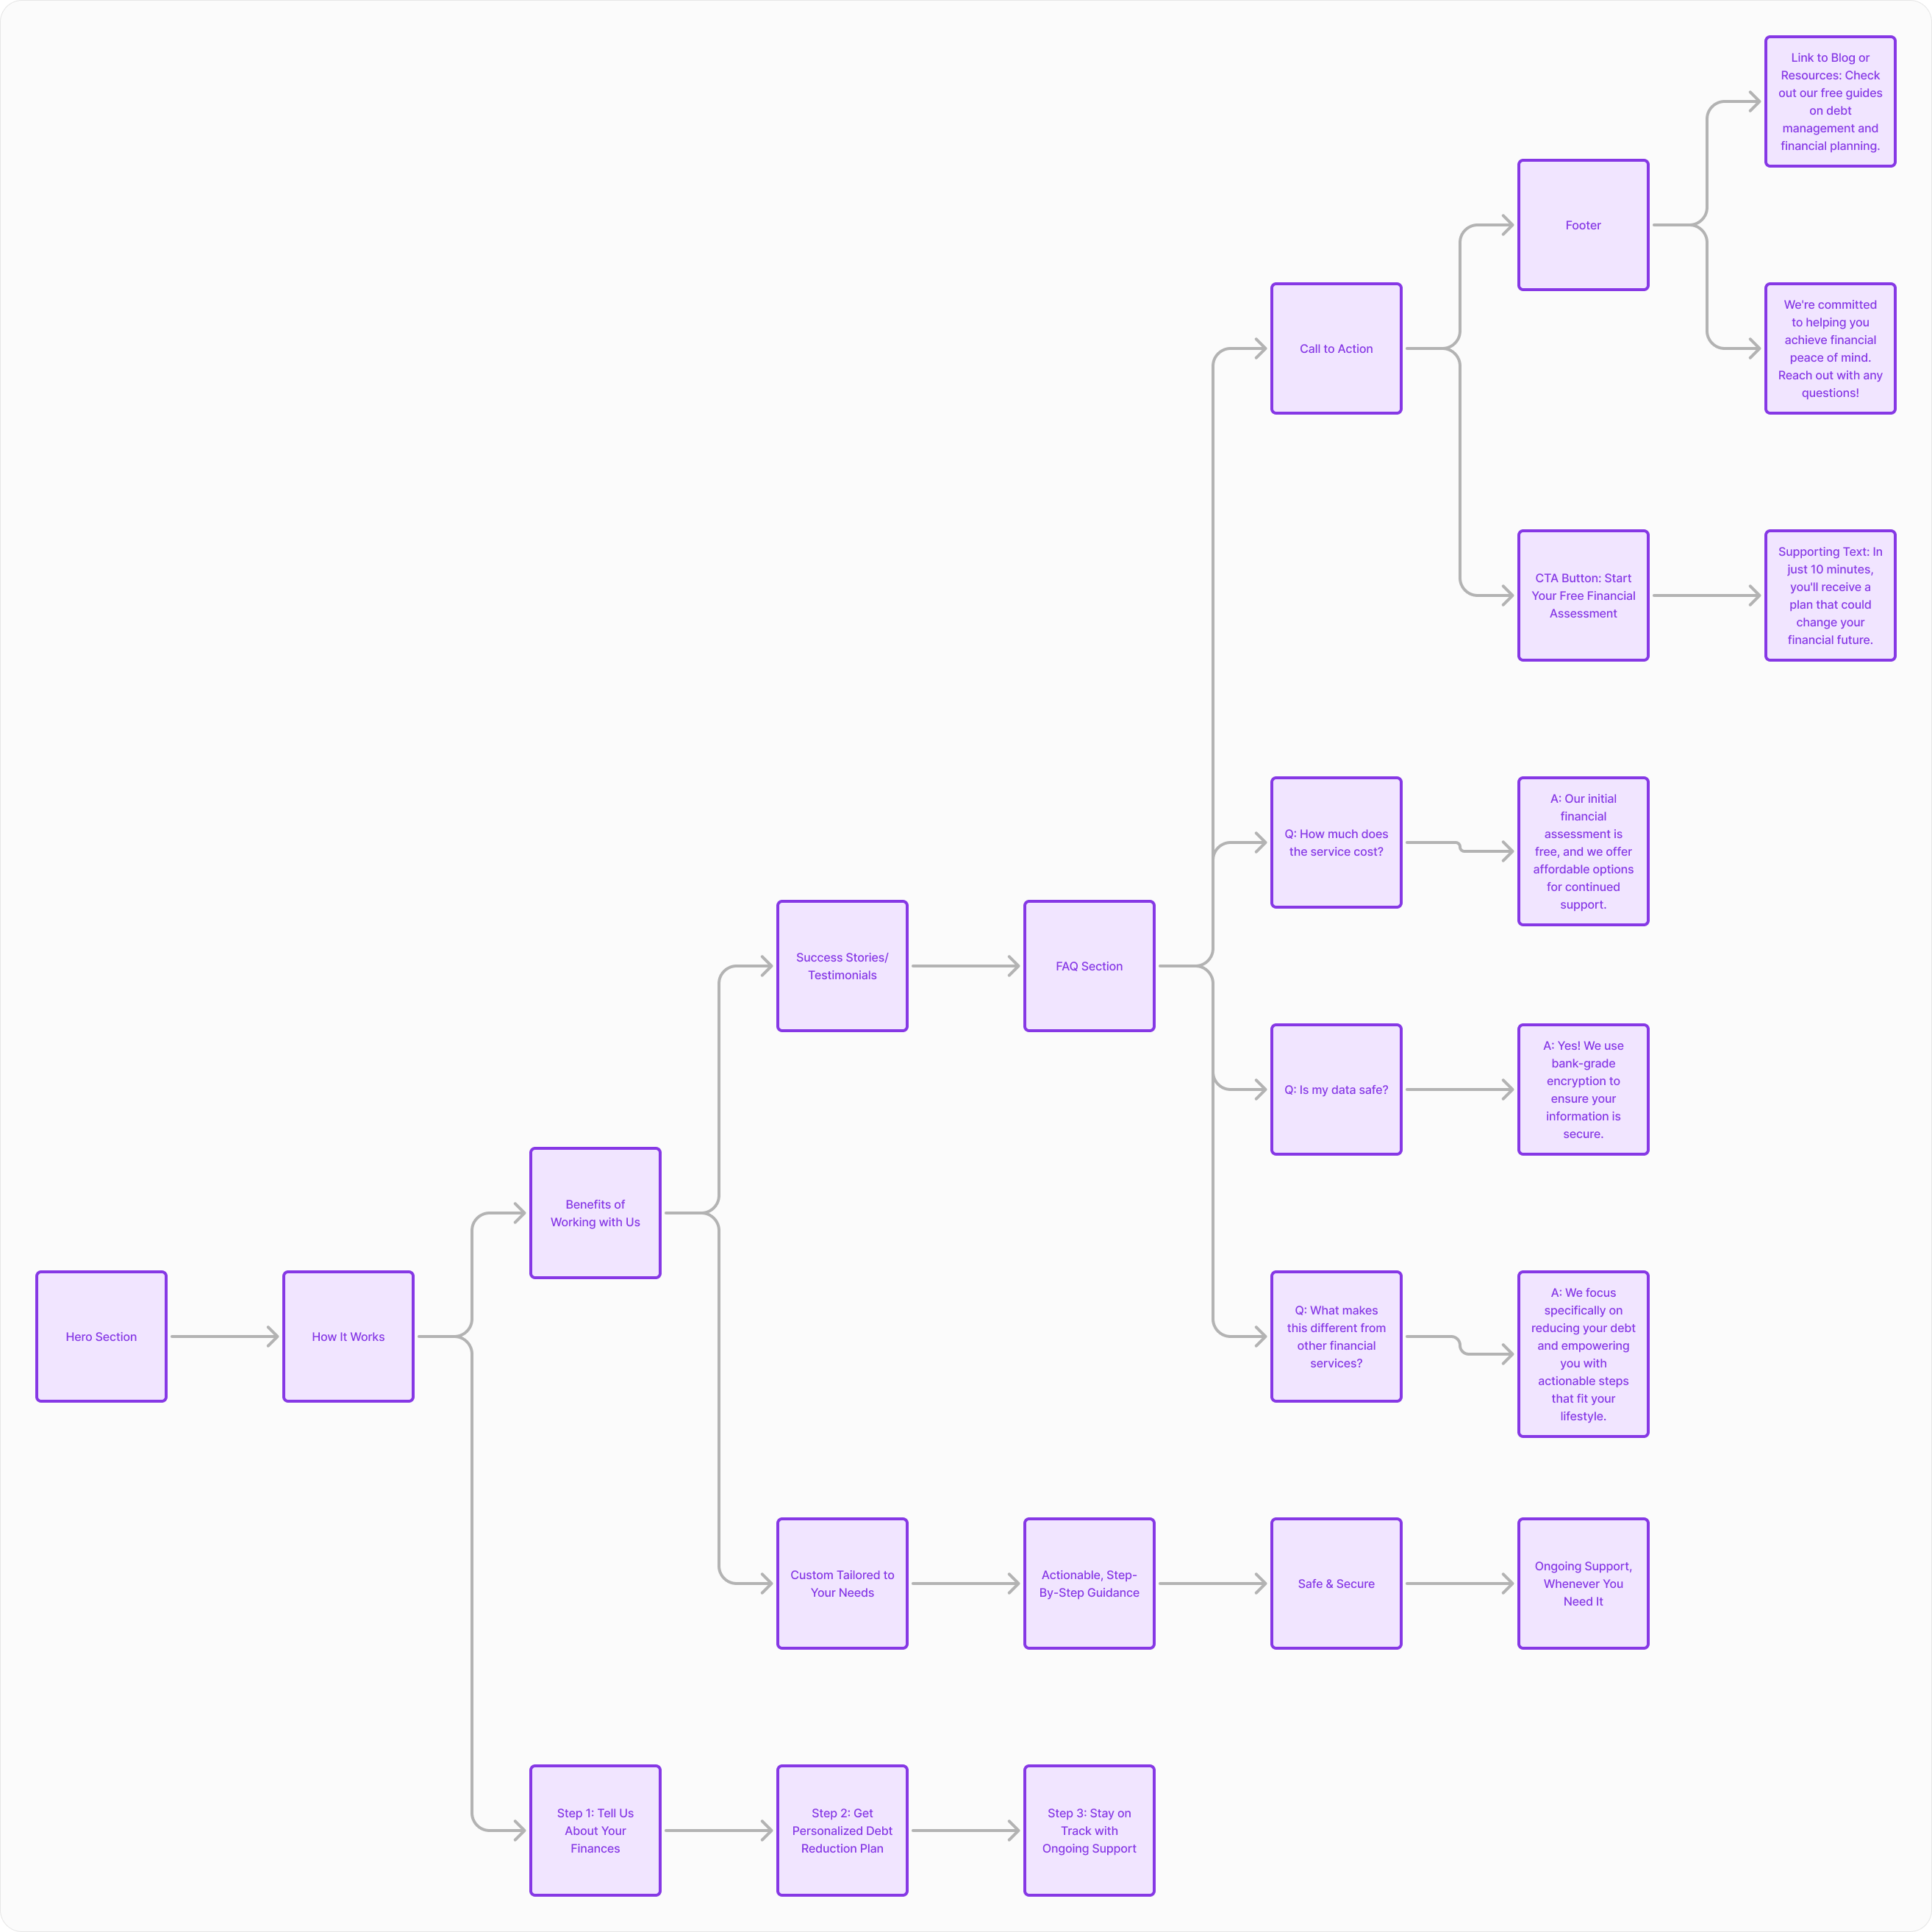 Link to Blog or
Resources: Check
out our free guides
on debt
management and
financial planning.
Footer
We're committed
to helping you
achieve financial
peace of mind.
Reach out with any
questions!
Call to Action
CTA Button: Start
Your Free Financial
Assessment
Supporting Text: In
just 10 minutes,
you'll receive a
plan that could
change your
financial future.
Q: How much does
the service cost?
A: Our initial
financial
assessment is
free, and we offer
affordable options
for continued
support.
Success Stories/
Testimonials
FAQ Section
Q: Is my data safe?
A: Yes! We use
bank-grade
encryption to
ensure your
information is
secure.
Benefits of
Working with Us
Hero Section
How It Works
Q: What makes
this different from
other financial
services?
A: We focus
specifically on
reducing your debt
and empowering
you with
actionable steps
that fit your
lifestyle.
Custom Tailored to
Your Needs
Actionable, Step-
By-Step Guidance
Safe & Secure
Ongoing Support,
Whenever You
Need It
Step 1: Tell Us
About Your
Finances
Step 2: Get
Personalized Debt
Reduction Plan
Step 3: Stay on
Track with
Ongoing Support